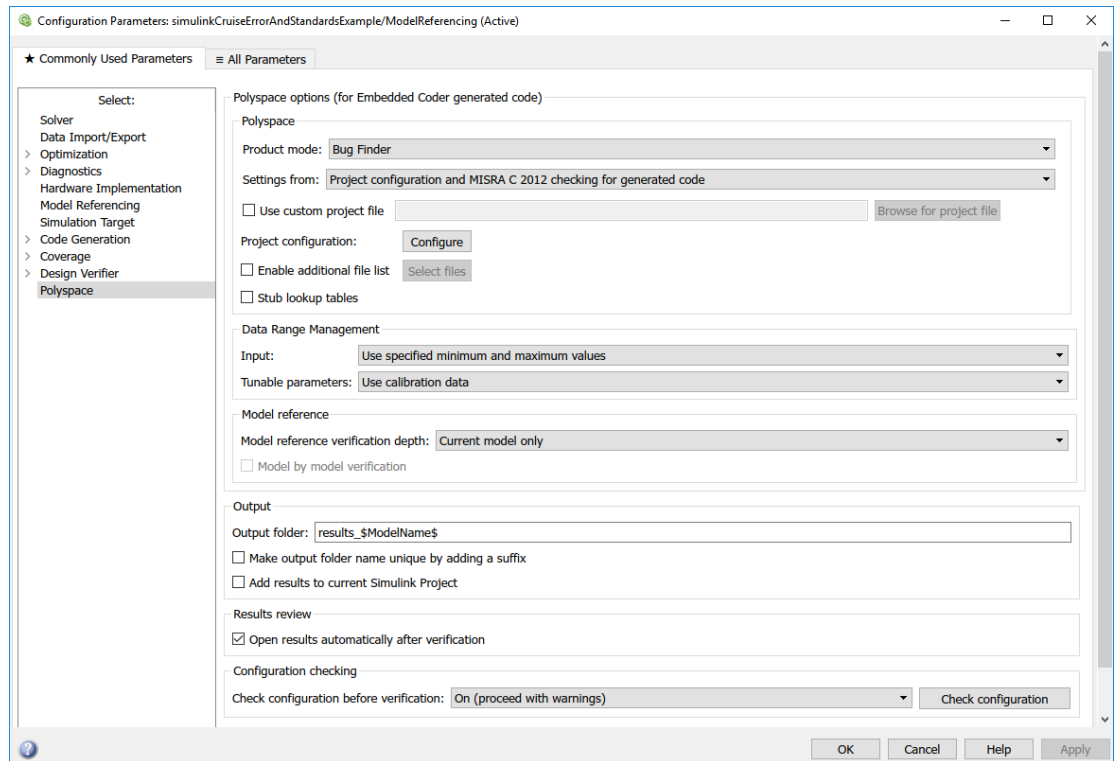 Configuration Parameters: simulinkCruiseErrorAndStandardsExample/ModelReferencing (Active)
★ Commonly Used Parameters
≡ All Parameters
Select:
Solver
Data Import/Export
Optimization
Diagnostics
Hardware Implementation
Model Referencing
Simulation Target
Code Generation
Coverage
Design Verifier
Polyspace
Polyspace options (for Embedded Coder generated code)
Polyspace
Product mode: Bug Finder
Settings from: Project configuration and MISRA C 2012 checking for generated code
Use custom project file Browse for project file
Project configuration: Configure
Enable additional file list Select files
Stub lookup tables
Data Range Management
Input: Use specified minimum and maximum values
Tunable parameters: Use calibration data
Model reference
Model reference verification depth: Current model only
Model by model verification
Output
Output folder: results_$ModelName$
Make output folder name unique by adding a suffix
Add results to current Simulink Project
Results review
Open results automatically after verification
Configuration checking
Check configuration before verification: On (proceed with warnings) Check configuration
OK Cancel Help Apply